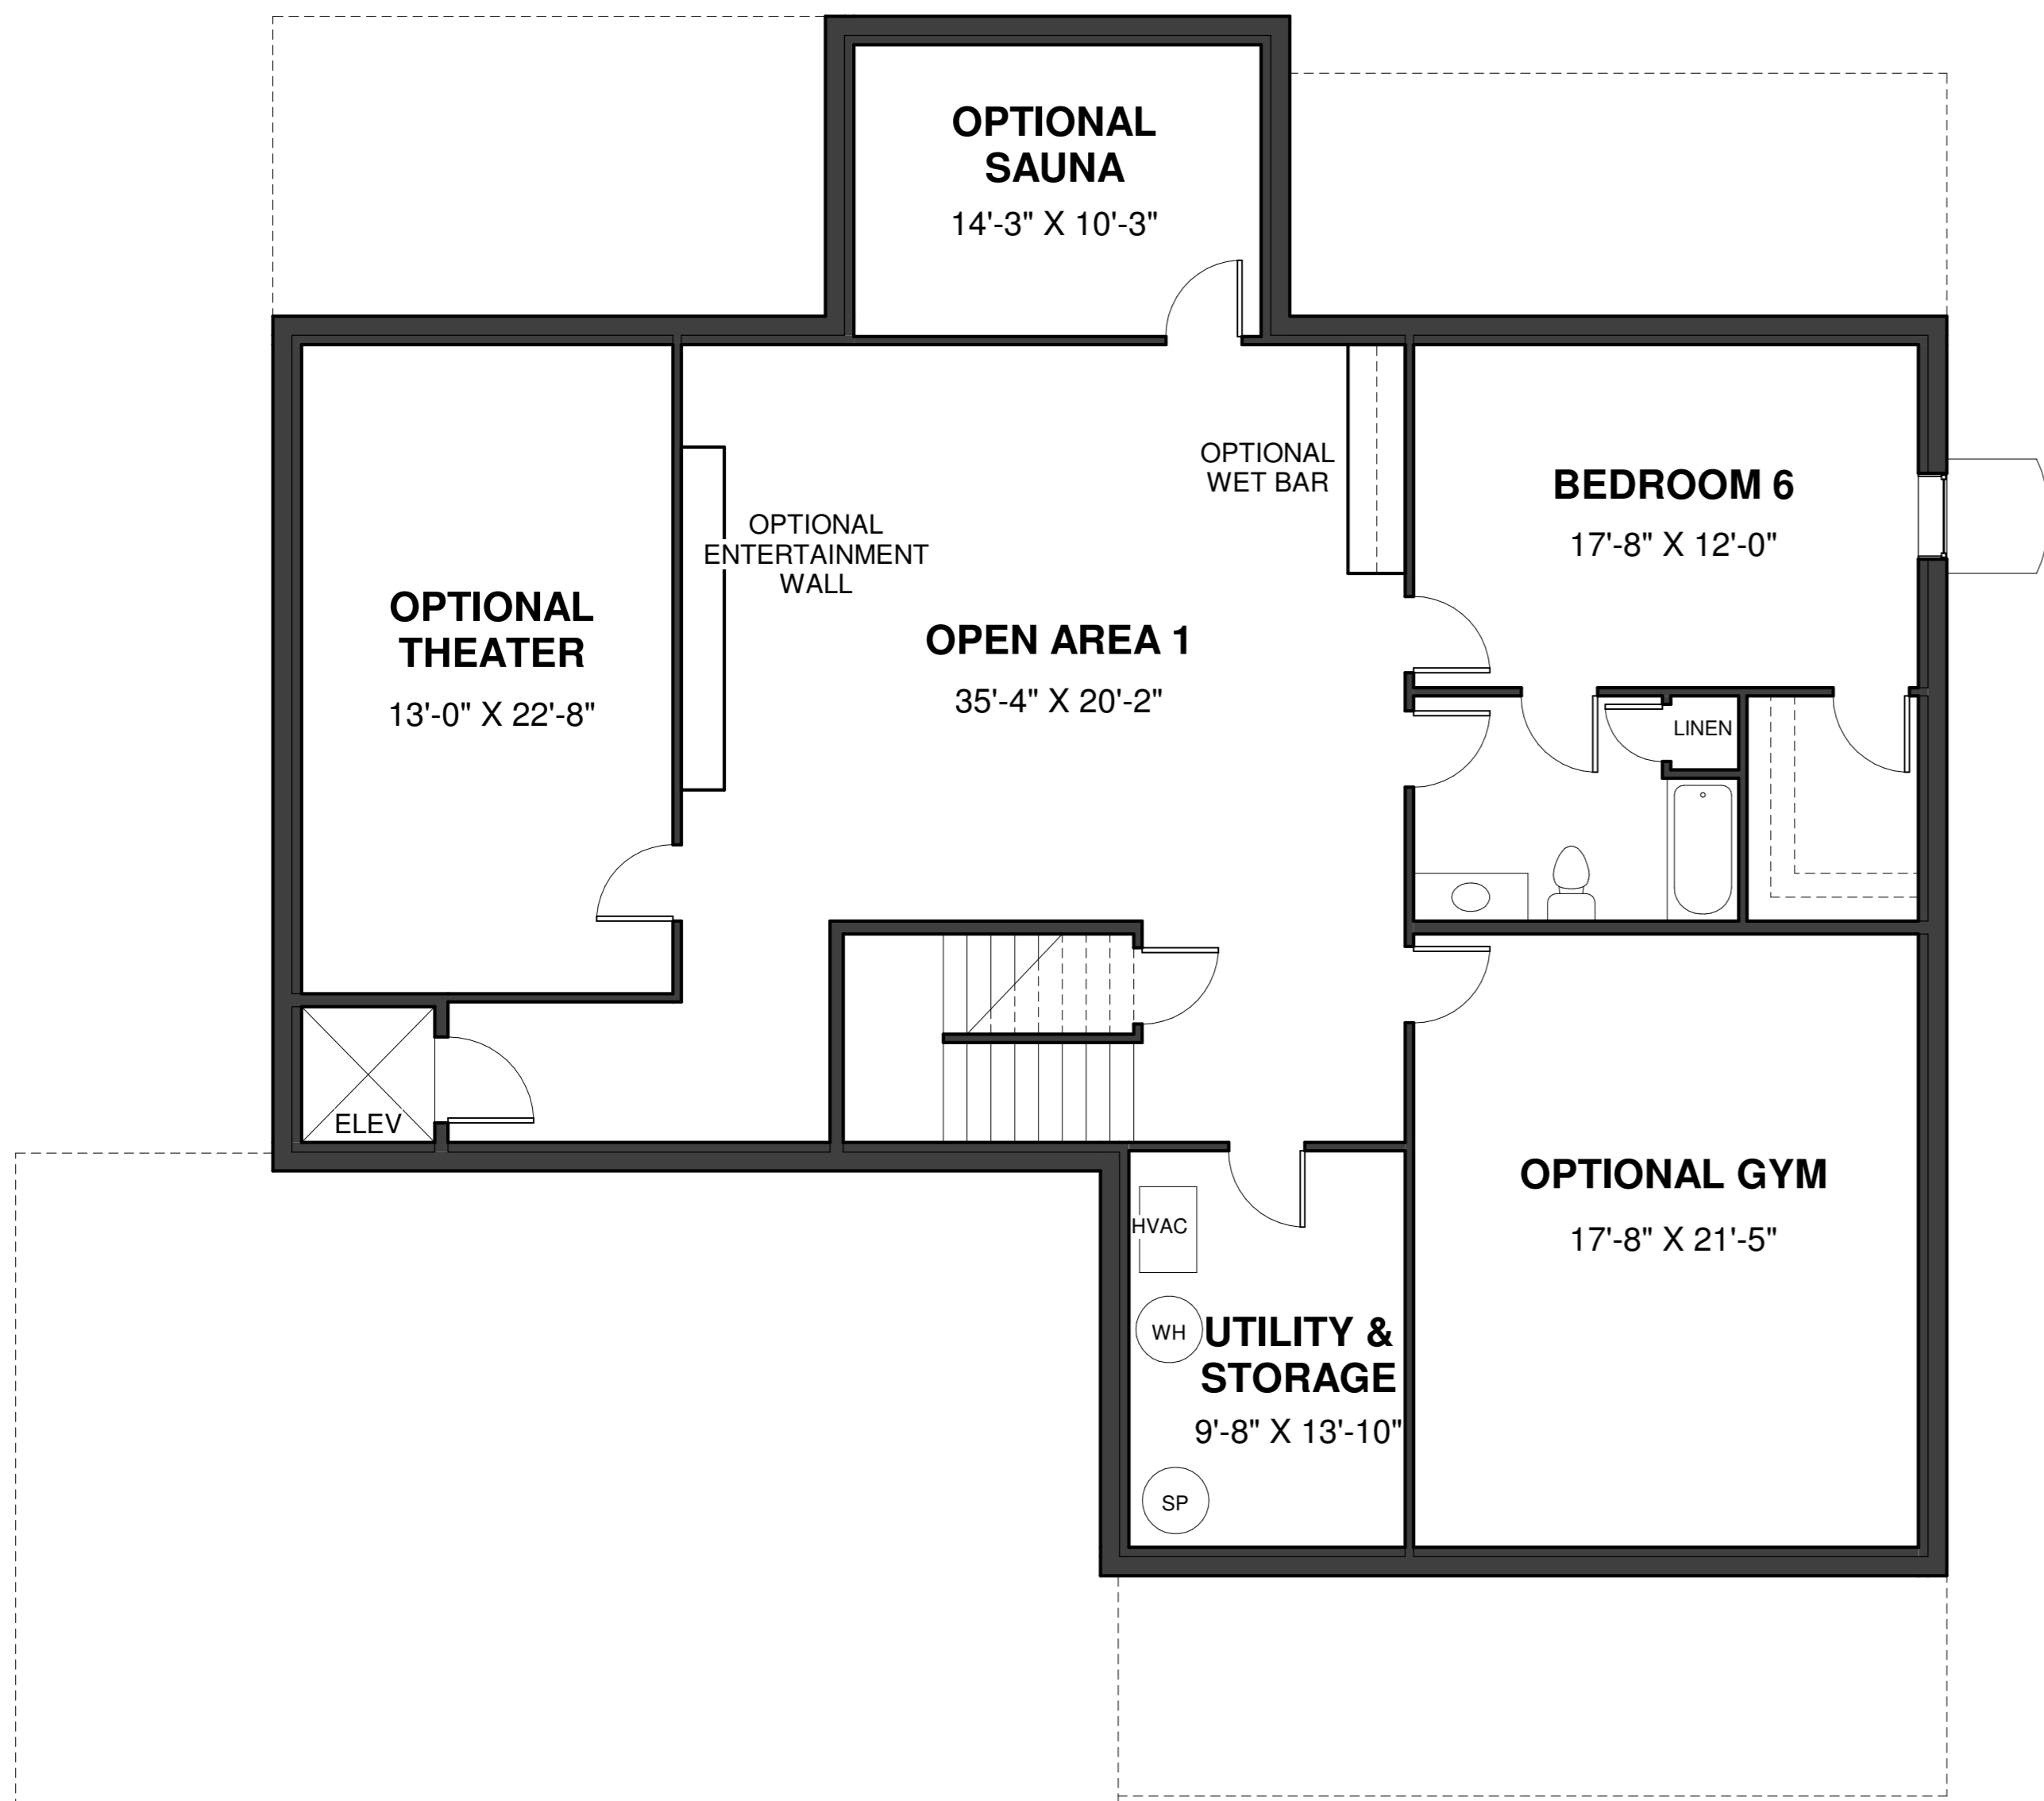 OPTIONAL
SAUNA
14'-3" X 10'-3"
OPTIONAL
WET BAR
BEDROOM 6
17'-8" X 12'-0"
OPTIONAL
ENTERTAINMENT
WALL
OPTIONAL
THEATER
13'-0" X 22'-8"
OPEN AREA 1
35'-4" X 20'-2"
LINEN
ELEV
OPTIONAL GYM
17'-8" X 21'-5"
HVAC
WH
UTILITY &
STORAGE
9'-8" X 13'-10"
SP